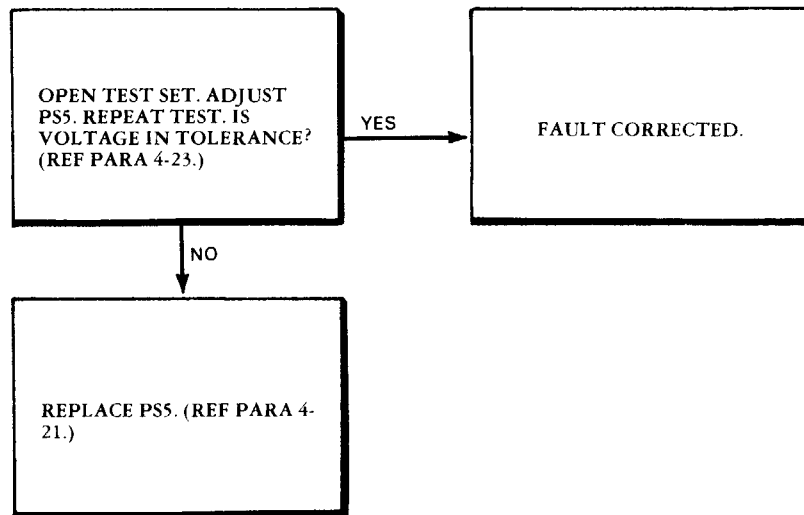 OPEN TEST SET. ADJUST
PS5. REPEAT TEST. IS
VOLTAGE IN TOLERANCE?
(REF PARA 4-23.)
YES
FAULT CORRECTED.
NO
REPLACE PS5. (REF PARA 4-
21.)